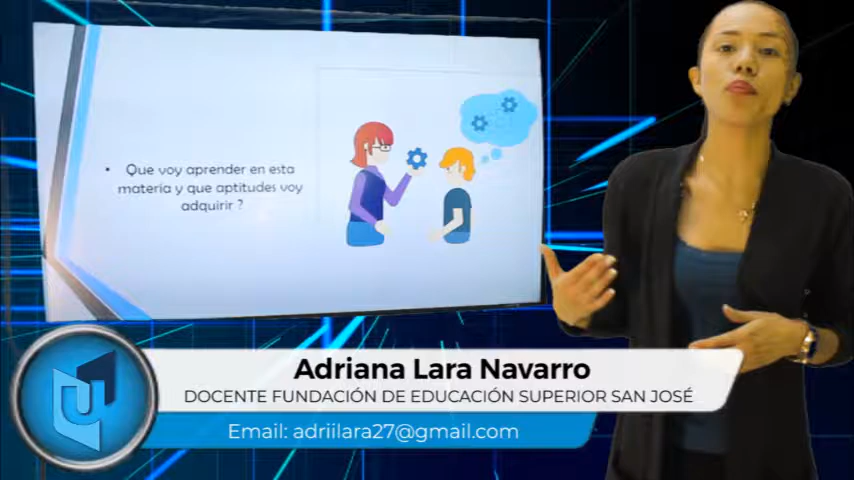 • Que voy aprender en esta
materia y que aptitudes voy
adquirir ?
Adriana Lara Navarro
DOCENTE FUNDACIÓN DE EDUCACIÓN SUPERIOR SAN JOSÉ
Email: adriilara27@gmail.com